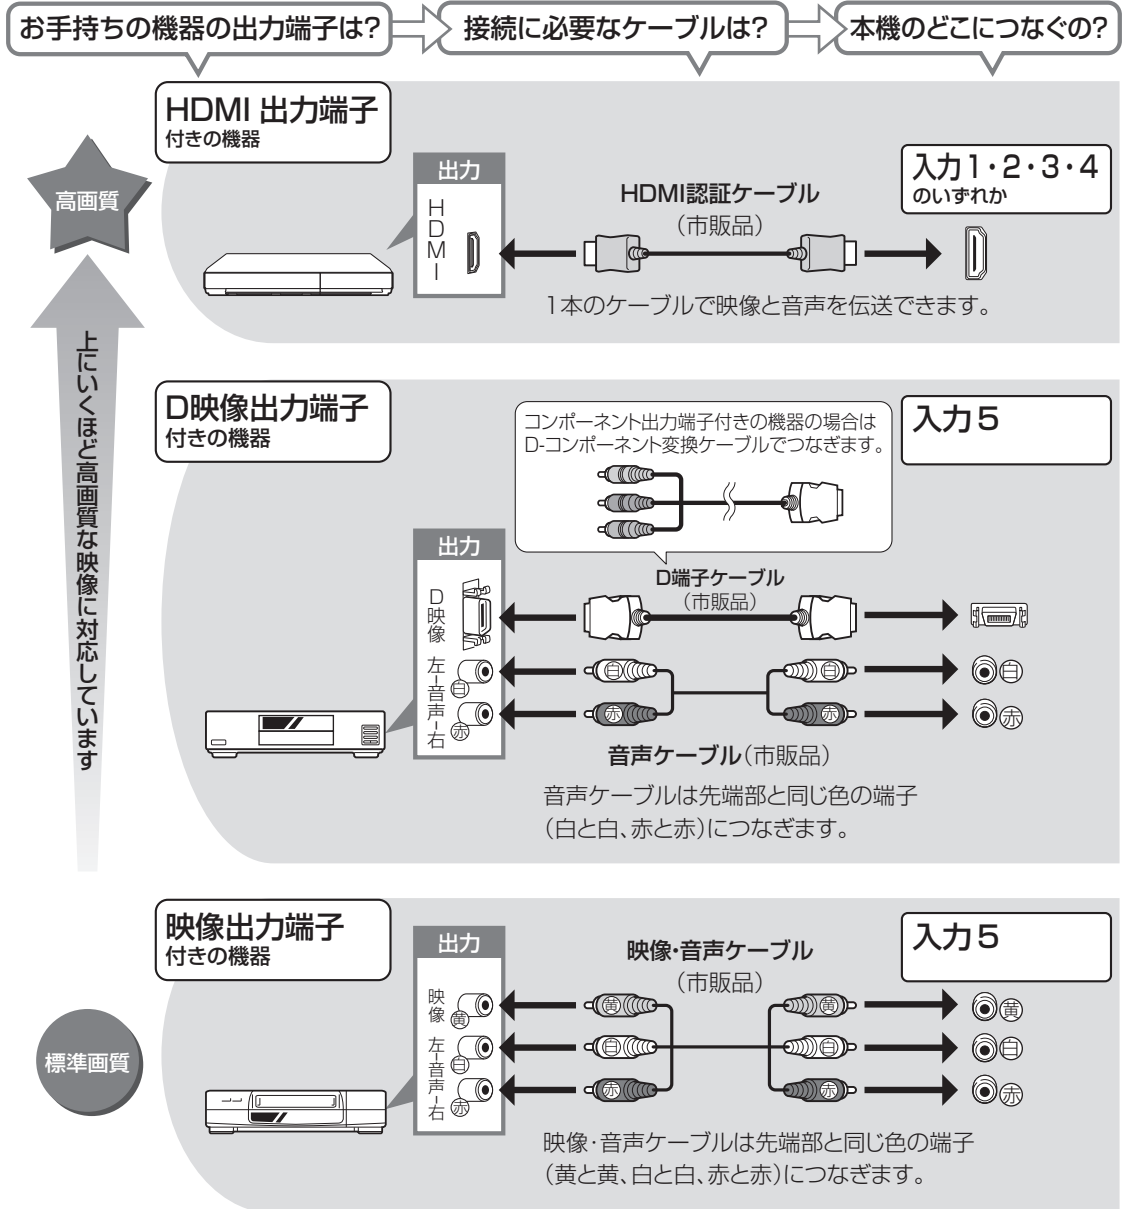 お手持ちの機器の出力端子は?
接続に必要なケーブルは?
本機のどこにつなぐの?
高画質
上にいくほど高画質な映像に対応しています
標準画質
HDMI 出力端子
付きの機器
出力
HDMI
HDMI認証ケーブル
（市販品）
1本のケーブルで映像と音声を伝送できます。
入力1・2・3・4
のいずれか
D映像出力端子
付きの機器
コンポーネント出力端子付きの機器の場合は
D-コンポーネント変換ケーブルでつなぎます。
入力5
出力
D映像
左-音声-右
白
赤
D端子ケーブル
（市販品）
白
白
白
赤
赤
赤
音声ケーブル（市販品）
音声ケーブルは先端部と同じ色の端子
（白と白、赤と赤）につなぎます。
映像出力端子
付きの機器
出力
映像
黄
左-音声-右
白
赤
映像・音声ケーブル
（市販品）
入力5
黄
黄
黄
白
白
白
赤
赤
赤
映像・音声ケーブルは先端部と同じ色の端子
（黄と黄、白と白、赤と赤）につなぎます。